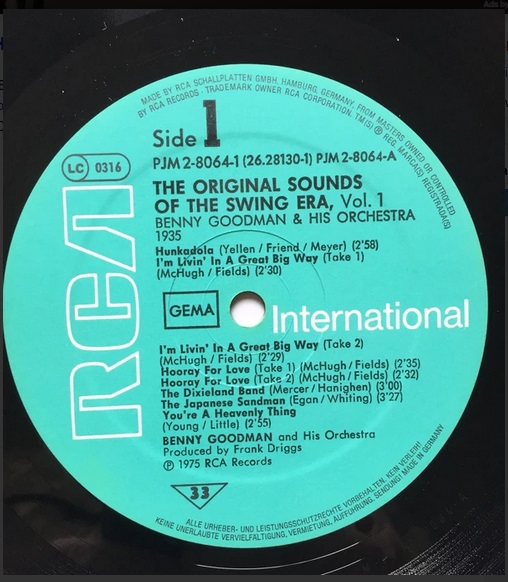 Ads by
MADE BY RCA SCHALLPLATTEN GMBH, HAMBURG, GERMANY, FROM MASTERS OWNED OR CONTROLLED
BY RCA RECORDS · TRADEMARK OWNER RCA CORPORATION. TM(S) ® REG. MARCA(S) REGISTRADA(S)
Side 1
PJM 2-8064-1 (26.28130-1) PJM 2-8064-A
LC 0316
THE ORIGINAL SOUNDS
OF THE SWING ERA, Vol. 1
BENNY GOODMAN & HIS ORCHESTRA
1935
Hunkadola (Yellen / Friend / Meyer) (2'58)
I'm Livin' In A Great Big Way (Take 1)
(McHugh / Fields) (2'30)
RCA
GEMA
International
I'm Livin' In A Great Big Way (Take 2)
(McHugh / Fields) (2'29)
Hooray For Love (Take 1) (McHugh / Fields) (2'35)
Hooray For Love (Take 2) (McHugh / Fields) (2'32)
The Dixieland Band (Mercer / Hanighen) (3'00)
The Japanese Sandman (Egan / Whiting) (3'27)
You're A Heavenly Thing
(Young / Little) (2'55)
BENNY GOODMAN and His Orchestra
Produced by Frank Driggs
℗ 1975 RCA Records
33
ALLE URHEBER- UND LEISTUNGSSCHUTZRECHTE VORBEHALTEN. KEIN VERLEIH!
KEINE UNERLAUBTE VERVIELFÄLTIGUNG, VERMIETUNG, AUFFÜHRUNG, SENDUNG! MADE IN GERMANY